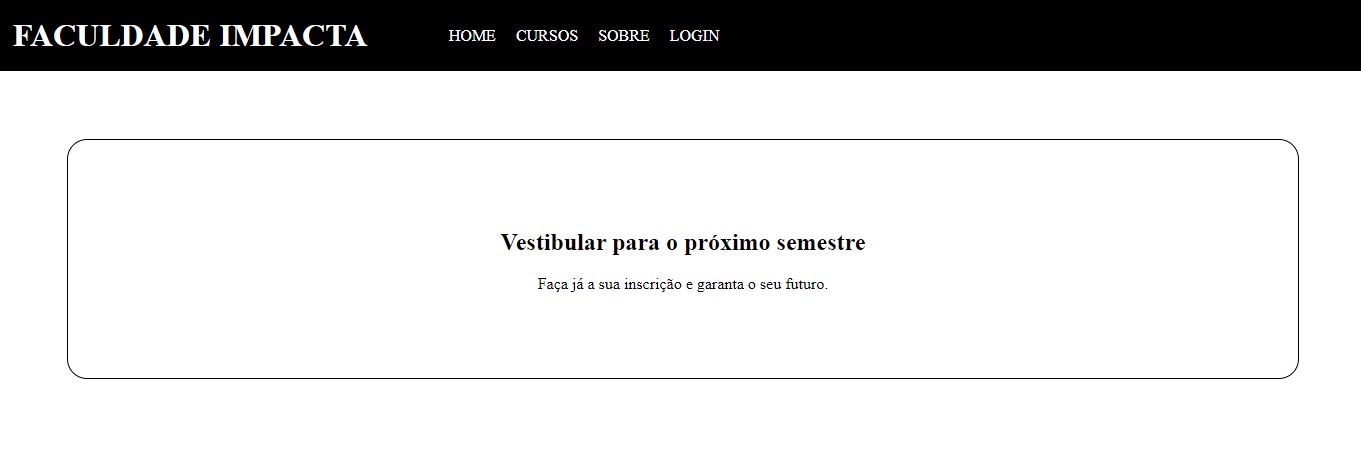 FACULDADE IMPACTA HOME CURSOS SOBRE LOGIN
Vestibular para o próximo semestre
Faça já a sua inscrição e garanta o seu futuro.